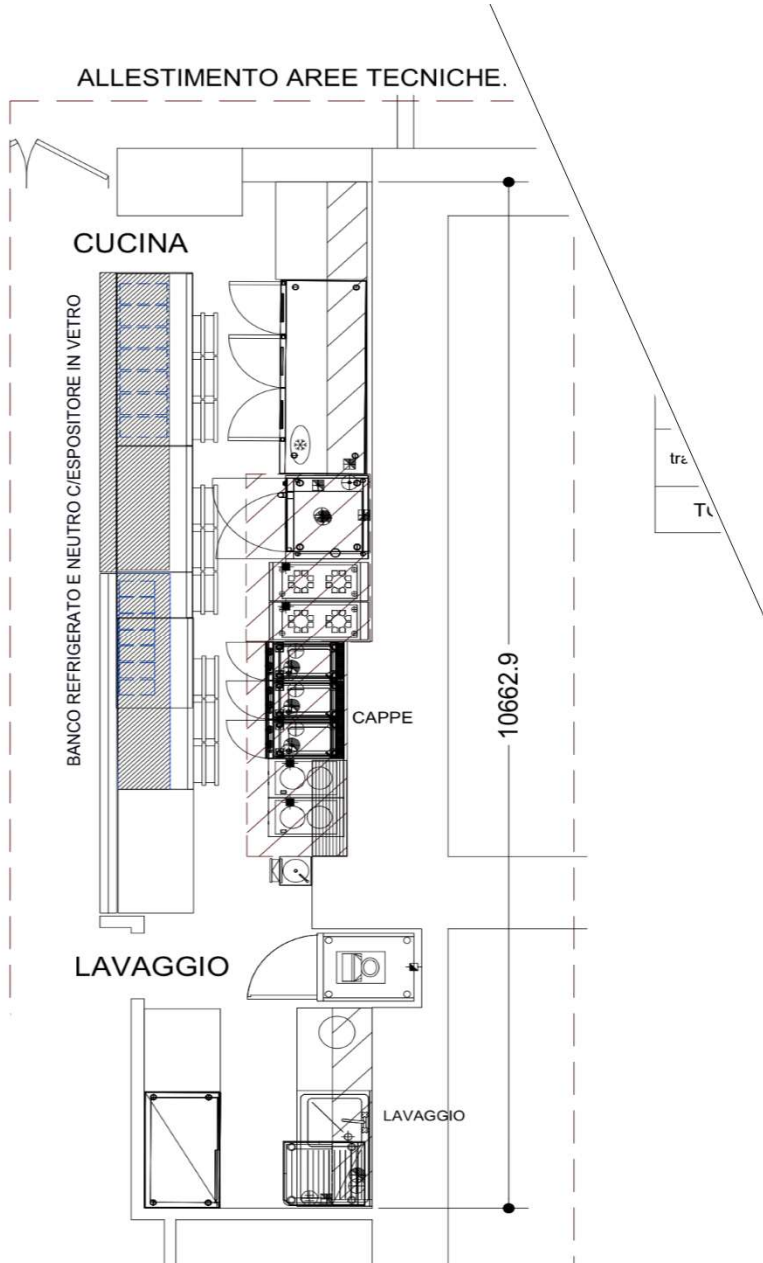 ALLESTIMENTO AREE TECNICHE.
CUCINA
BANCO REFRIGERATO E NEUTRO C/ESPOSITORE IN VETRO
CAPPE
10662.9
LAVAGGIO
LAVAGGIO